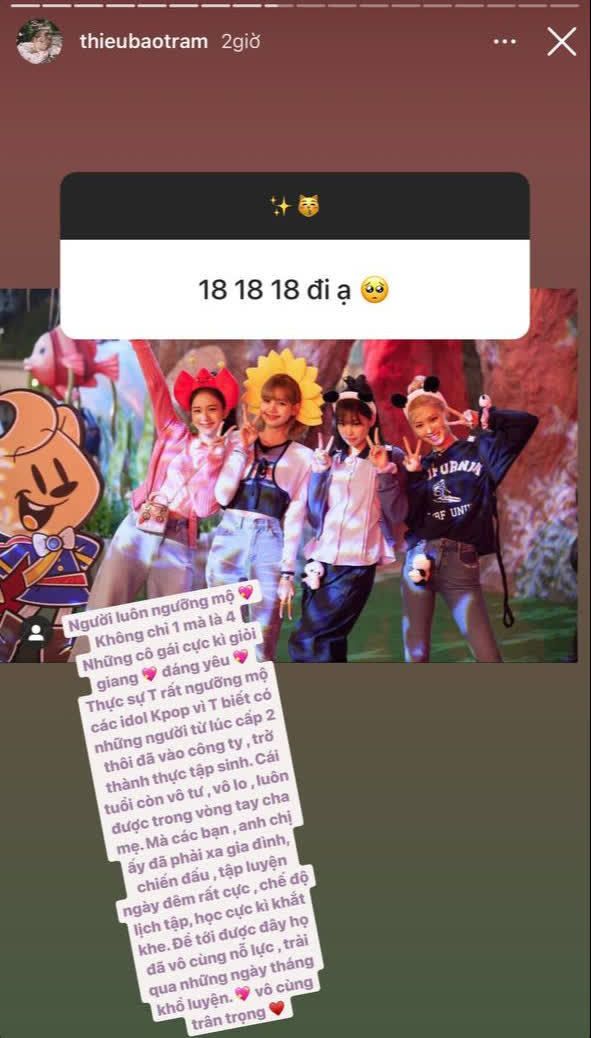 thieubaotram 2giờ
18 18 18 đi ạ
IFORNIA
RF UNI
Người luôn ngưỡng mộ
Không chỉ 1 mà là 4
Những cô gái cực kì giỏi
giang 💖 đáng yêu 💖
Thực sự T rất ngưỡng mộ
các idol Kpop vì T biết có
những người từ lúc cấp 2
thôi đã vào công ty , trở
thành thực tập sinh. Cái
tuổi còn vô tư , vô lo , luôn
được trong vòng tay cha
mẹ. Mà các bạn , anh chị
ấy đã phải xa gia đình,
chiến đấu , tập luyện
ngày đêm rất cực , chế độ
lịch tập, học cực kì khắt
khe. Để tới được đây họ
đã vô cùng nỗ lực , trải
qua những ngày tháng
khổ luyện. 💖 vô cùng
trân trọng